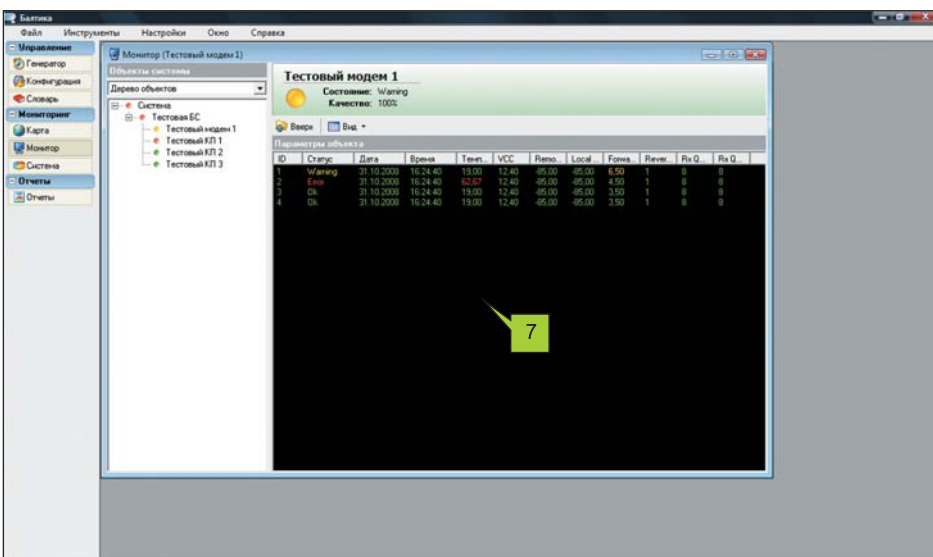 Балтика
Файл Инструменты Настройки Окно Справка
Управление
Генератор
Конфигурация
Словарь
Мониторинг
Карта
Монитор
Система
Отчеты
Отчеты
Монитор (Тестовый модем 1)
Объекты системы
Дерево объектов
Система
Тестовая БС
Тестовый модем 1
Тестовый КП 1
Тестовый КП 2
Тестовый КП 3
Тестовый модем 1
Состояние: Warning
Качество: 100%
Вверх Вид
Параметры объекта
ID Статус Дата Время Темп... VCC Remo... Local ... Forwa... Rever... Rx Q... Rx Q...
1 Warning 31.10.2008 16:24:40 19,00 12,40 -85,00 -85,00 6,50 1 8 8
2 Error 31.10.2008 16:24:40 62,67 12,40 -85,00 -85,00 4,50 1 8 8
3 Ok 31.10.2008 16:24:40 19,00 12,40 -85,00 -85,00 3,50 1 8 8
4 Ok 31.10.2008 16:24:40 19,00 12,40 -85,00 -85,00 3,50 1 8 8
7